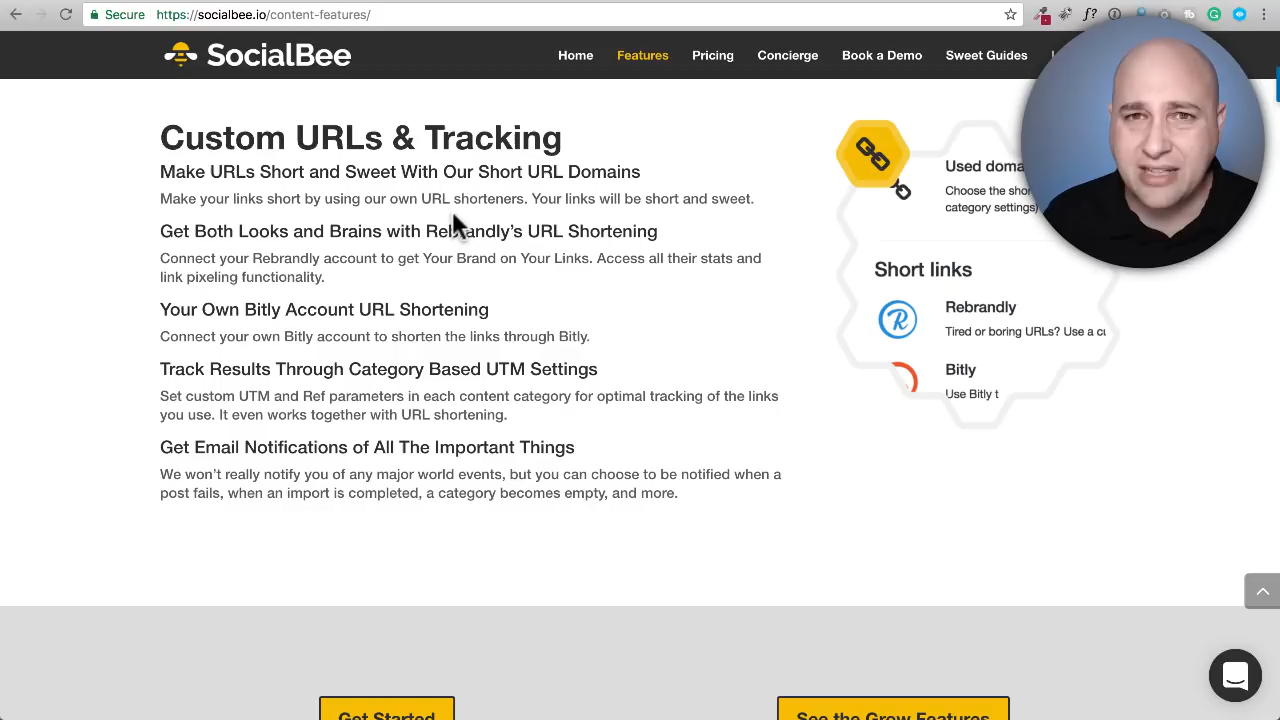 Secure
https://socialbee.io/content-features/
SocialBee
Home
Features
Pricing
Concierge
Book a Demo
Sweet Guides
Custom URLs & Tracking
Make URLs Short and Sweet With Our Short URL Domains
Make your links short by using our own URL shorteners. Your links will be short and sweet.
Get Both Looks and Brains with Rebrandly’s URL Shortening
Connect your Rebrandly account to get Your Brand on Your Links. Access all their stats and
link pixeling functionality.
Your Own Bitly Account URL Shortening
Connect your own Bitly account to shorten the links through Bitly.
Track Results Through Category Based UTM Settings
Set custom UTM and Ref parameters in each content category for optimal tracking of the links
you use. It even works together with URL shortening.
Get Email Notifications of All The Important Things
We won’t really notify you of any major world events, but you can choose to be notified when a
post fails, when an import is completed, a category becomes empty, and more.
Used
Choose the
category settings)
Short links
Rebrandly
Tired or boring URLs? Use a
Bitly
Use Bitly
Get Started
See the Grow Features